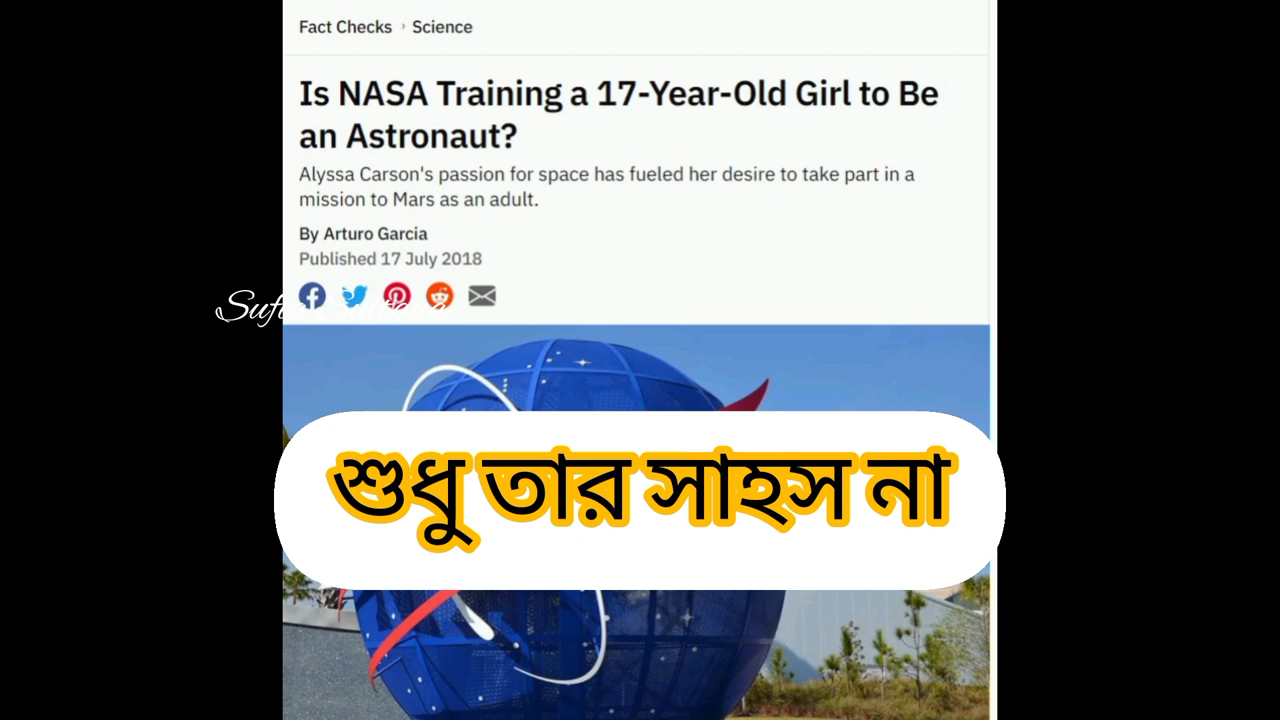 Fact Checks › Science
Is NASA Training a 17-Year-Old Girl to Be
an Astronaut?
Alyssa Carson's passion for space has fueled her desire to take part in a
mission to Mars as an adult.
By Arturo Garcia
Published 17 July 2018
শুধু তার সাহস না